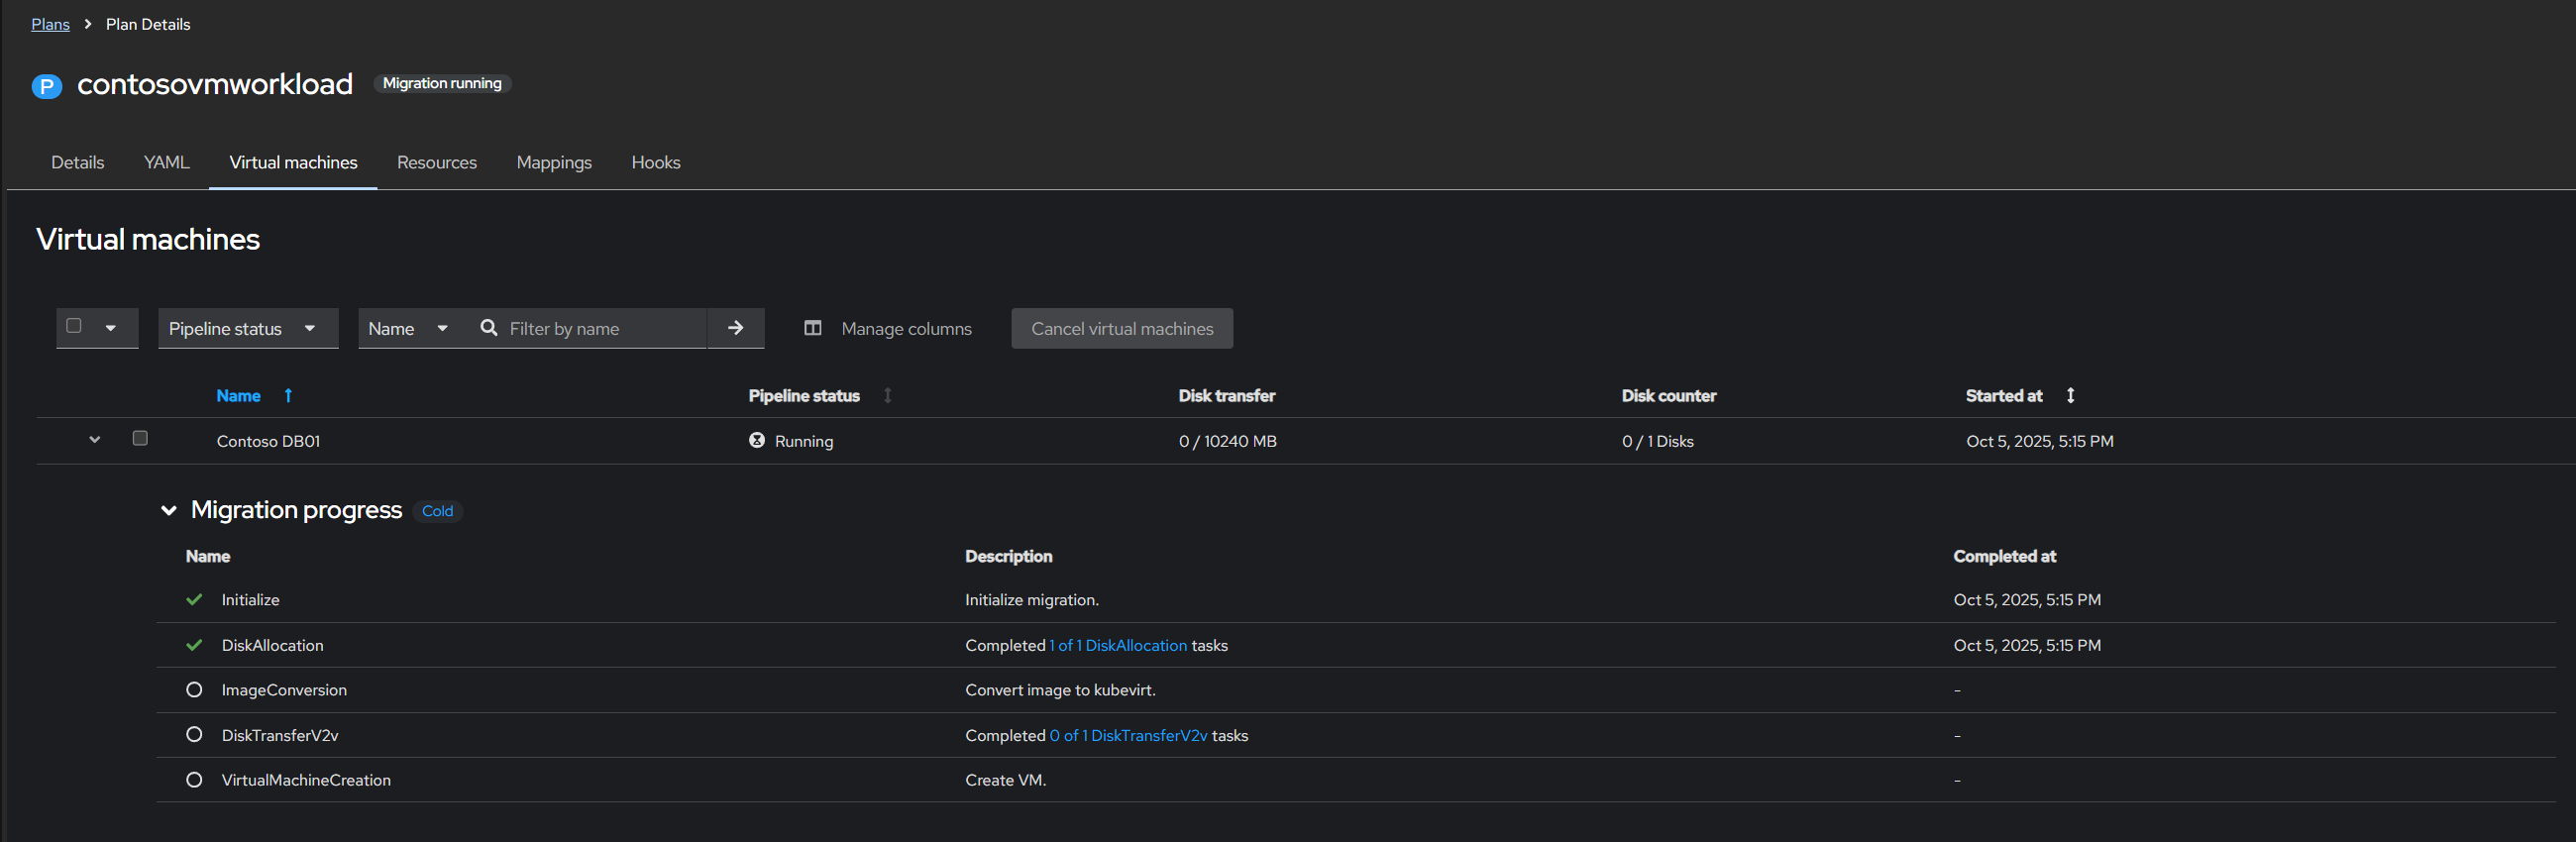 Plans > Plan Details
P contosovmworkload Migration running
Details YAML Virtual machines Resources Mappings Hooks
Virtual machines
Pipeline status Name Filter by name Manage columns Cancel virtual machines
Name Pipeline status Disk transfer Disk counter Started at
Contoso DB01 Running 0 / 10240 MB 0 / 1 Disks Oct 5, 2025, 5:15 PM
Migration progress Cold
Name Description Completed at
Initialize Initialize migration. Oct 5, 2025, 5:15 PM
DiskAllocation Completed 1 of 1 DiskAllocation tasks Oct 5, 2025, 5:15 PM
ImageConversion Convert image to kubevirt. -
DiskTransferV2v Completed 0 of 1 DiskTransferV2v tasks -
VirtualMachineCreation Create VM. -